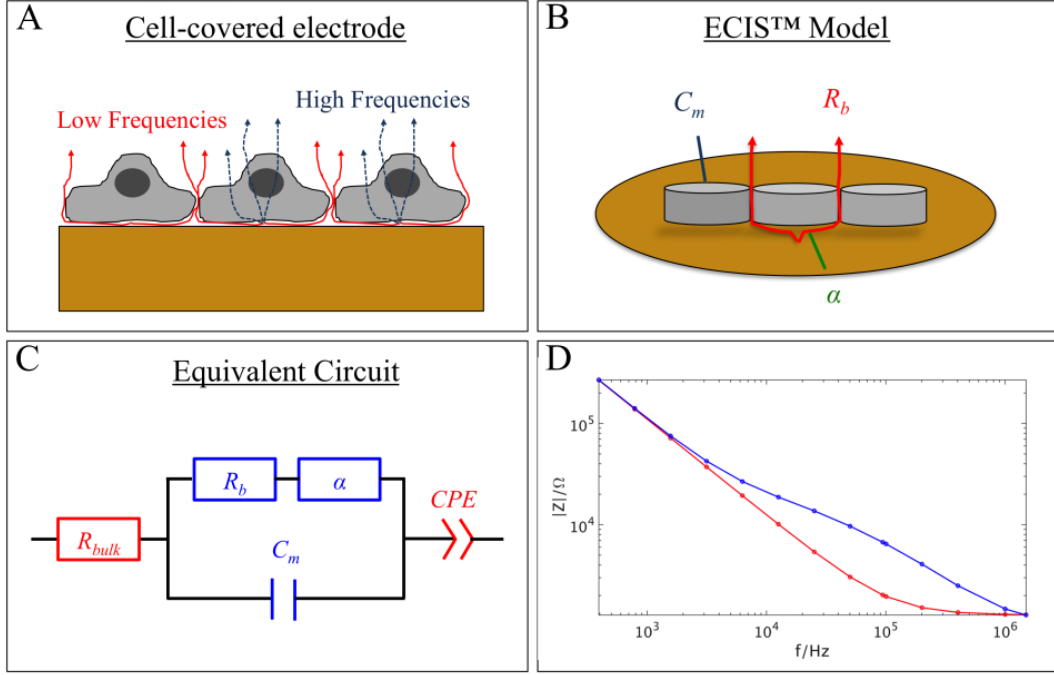 A
Cell-covered electrode
High Frequencies
Low Frequencies
B
ECIS™ Model
C_m
R_b
α
C
Equivalent Circuit
R_b
α
CPE
R_bulk
C_m
D
|Z|/Ω
10^5
10^4
10^3
10^4
10^5
10^6
f/Hz